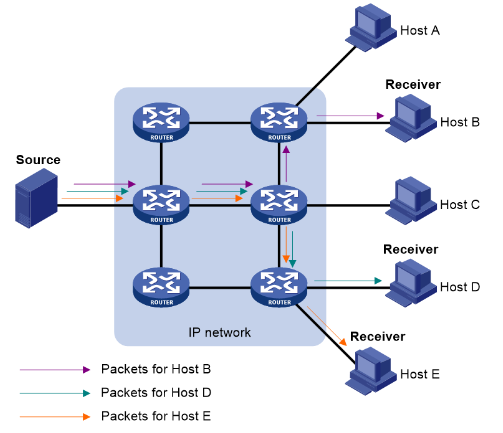 Host A
Receiver
ROUTER
ROUTER
Host B
Source
ROUTER
ROUTER
Host C
Receiver
ROUTER
ROUTER
Host D
IP network
Receiver
Packets for Host B
Host E
Packets for Host D
Packets for Host E